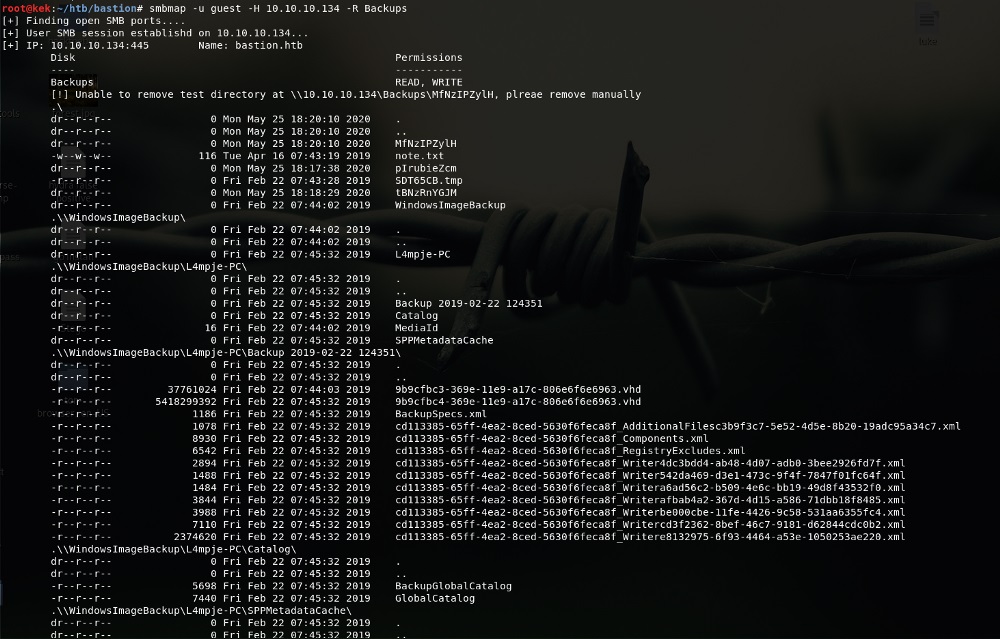 root@kek:~/htb/bastion# smbmap -u guest -H 10.10.10.134 -R Backups
[+] Finding open SMB ports....
[+] User SMB session establishd on 10.10.10.134...
[+] IP: 10.10.10.134:445 Name: bastion.htb
Disk Permissions
---- -----------
Backups READ, WRITE
[!] Unable to remove test directory at \\10.10.10.134\Backups\MfNzIPZylH, plreae remove manually
.\
dr--r--r-- 0 Mon May 25 18:20:10 2020 .
dr--r--r-- 0 Mon May 25 18:20:10 2020 ..
dr--r--r-- 0 Mon May 25 18:20:10 2020 MfNzIPZylH
-w--w--w-- 116 Tue Apr 16 07:43:19 2019 note.txt
dr--r--r-- 0 Mon May 25 18:17:38 2020 pIrubieZcm
dr--r--r-- 0 Fri Feb 22 07:43:28 2019 SDT65CB.tmp
dr--r--r-- 0 Mon May 25 18:18:29 2020 tBNzRnYGJM
dr--r--r-- 0 Fri Feb 22 07:44:02 2019 WindowsImageBackup
.\\WindowsImageBackup\
dr--r--r-- 0 Fri Feb 22 07:44:02 2019 .
dr--r--r-- 0 Fri Feb 22 07:44:02 2019 ..
dr--r--r-- 0 Fri Feb 22 07:45:32 2019 L4mpje-PC
.\\WindowsImageBackup\L4mpje-PC\
dr--r--r-- 0 Fri Feb 22 07:45:32 2019 .
dr--r--r-- 0 Fri Feb 22 07:45:32 2019 ..
dr--r--r-- 0 Fri Feb 22 07:45:32 2019 Backup 2019-02-22 124351
dr--r--r-- 0 Fri Feb 22 07:45:32 2019 Catalog
-r--r--r-- 16 Fri Feb 22 07:44:02 2019 MediaId
dr--r--r-- 0 Fri Feb 22 07:45:32 2019 SPPMetadataCache
.\\WindowsImageBackup\L4mpje-PC\Backup 2019-02-22 124351\
dr--r--r-- 0 Fri Feb 22 07:45:32 2019 .
dr--r--r-- 0 Fri Feb 22 07:45:32 2019 ..
-r--r--r-- 37761024 Fri Feb 22 07:44:03 2019 9b9cfbc3-369e-11e9-a17c-806e6f6e6963.vhd
-r--r--r-- 5418299392 Fri Feb 22 07:45:32 2019 9b9cfbc4-369e-11e9-a17c-806e6f6e6963.vhd
-r--r--r-- 1186 Fri Feb 22 07:45:32 2019 BackupSpecs.xml
-r--r--r-- 1078 Fri Feb 22 07:45:32 2019 cd113385-65ff-4ea2-8ced-5630f6feca8f_AdditionalFilesc3b9f3c7-5e52-4d5e-8b20-19adc95a34c7.xml
-r--r--r-- 8930 Fri Feb 22 07:45:32 2019 cd113385-65ff-4ea2-8ced-5630f6feca8f_Components.xml
-r--r--r-- 6542 Fri Feb 22 07:45:32 2019 cd113385-65ff-4ea2-8ced-5630f6feca8f_RegistryExcludes.xml
-r--r--r-- 2894 Fri Feb 22 07:45:32 2019 cd113385-65ff-4ea2-8ced-5630f6feca8f_Writer4dc3bdd4-ab48-4d07-adb0-3bee2926fd7f.xml
-r--r--r-- 1488 Fri Feb 22 07:45:32 2019 cd113385-65ff-4ea2-8ced-5630f6feca8f_Writer542da469-d3e1-473c-9f4f-7847f01fc64f.xml
-r--r--r-- 1484 Fri Feb 22 07:45:32 2019 cd113385-65ff-4ea2-8ced-5630f6feca8f_Writera6ad56c2-b509-4e6c-bb19-49d8f43532f0.xml
-r--r--r-- 3844 Fri Feb 22 07:45:32 2019 cd113385-65ff-4ea2-8ced-5630f6feca8f_Writerafbab4a2-367d-4d15-a586-71dbb18f8485.xml
-r--r--r-- 3988 Fri Feb 22 07:45:32 2019 cd113385-65ff-4ea2-8ced-5630f6feca8f_Writerbe000cbe-11fe-4426-9c58-531aa6355fc4.xml
-r--r--r-- 7110 Fri Feb 22 07:45:32 2019 cd113385-65ff-4ea2-8ced-5630f6feca8f_Writercd3f2362-8bef-46c7-9181-d62844cdc0b2.xml
-r--r--r-- 2374620 Fri Feb 22 07:45:32 2019 cd113385-65ff-4ea2-8ced-5630f6feca8f_Writere8132975-6f93-4464-a53e-1050253ae220.xml
.\\WindowsImageBackup\L4mpje-PC\Catalog\
dr--r--r-- 0 Fri Feb 22 07:45:32 2019 .
dr--r--r-- 0 Fri Feb 22 07:45:32 2019 ..
-r--r--r-- 5698 Fri Feb 22 07:45:32 2019 BackupGlobalCatalog
-r--r--r-- 7440 Fri Feb 22 07:45:32 2019 GlobalCatalog
.\\WindowsImageBackup\L4mpje-PC\SPPMetadataCache\
dr--r--r-- 0 Fri Feb 22 07:45:32 2019 .
dr--r--r-- 0 Fri Feb 22 07:45:32 2019 ..